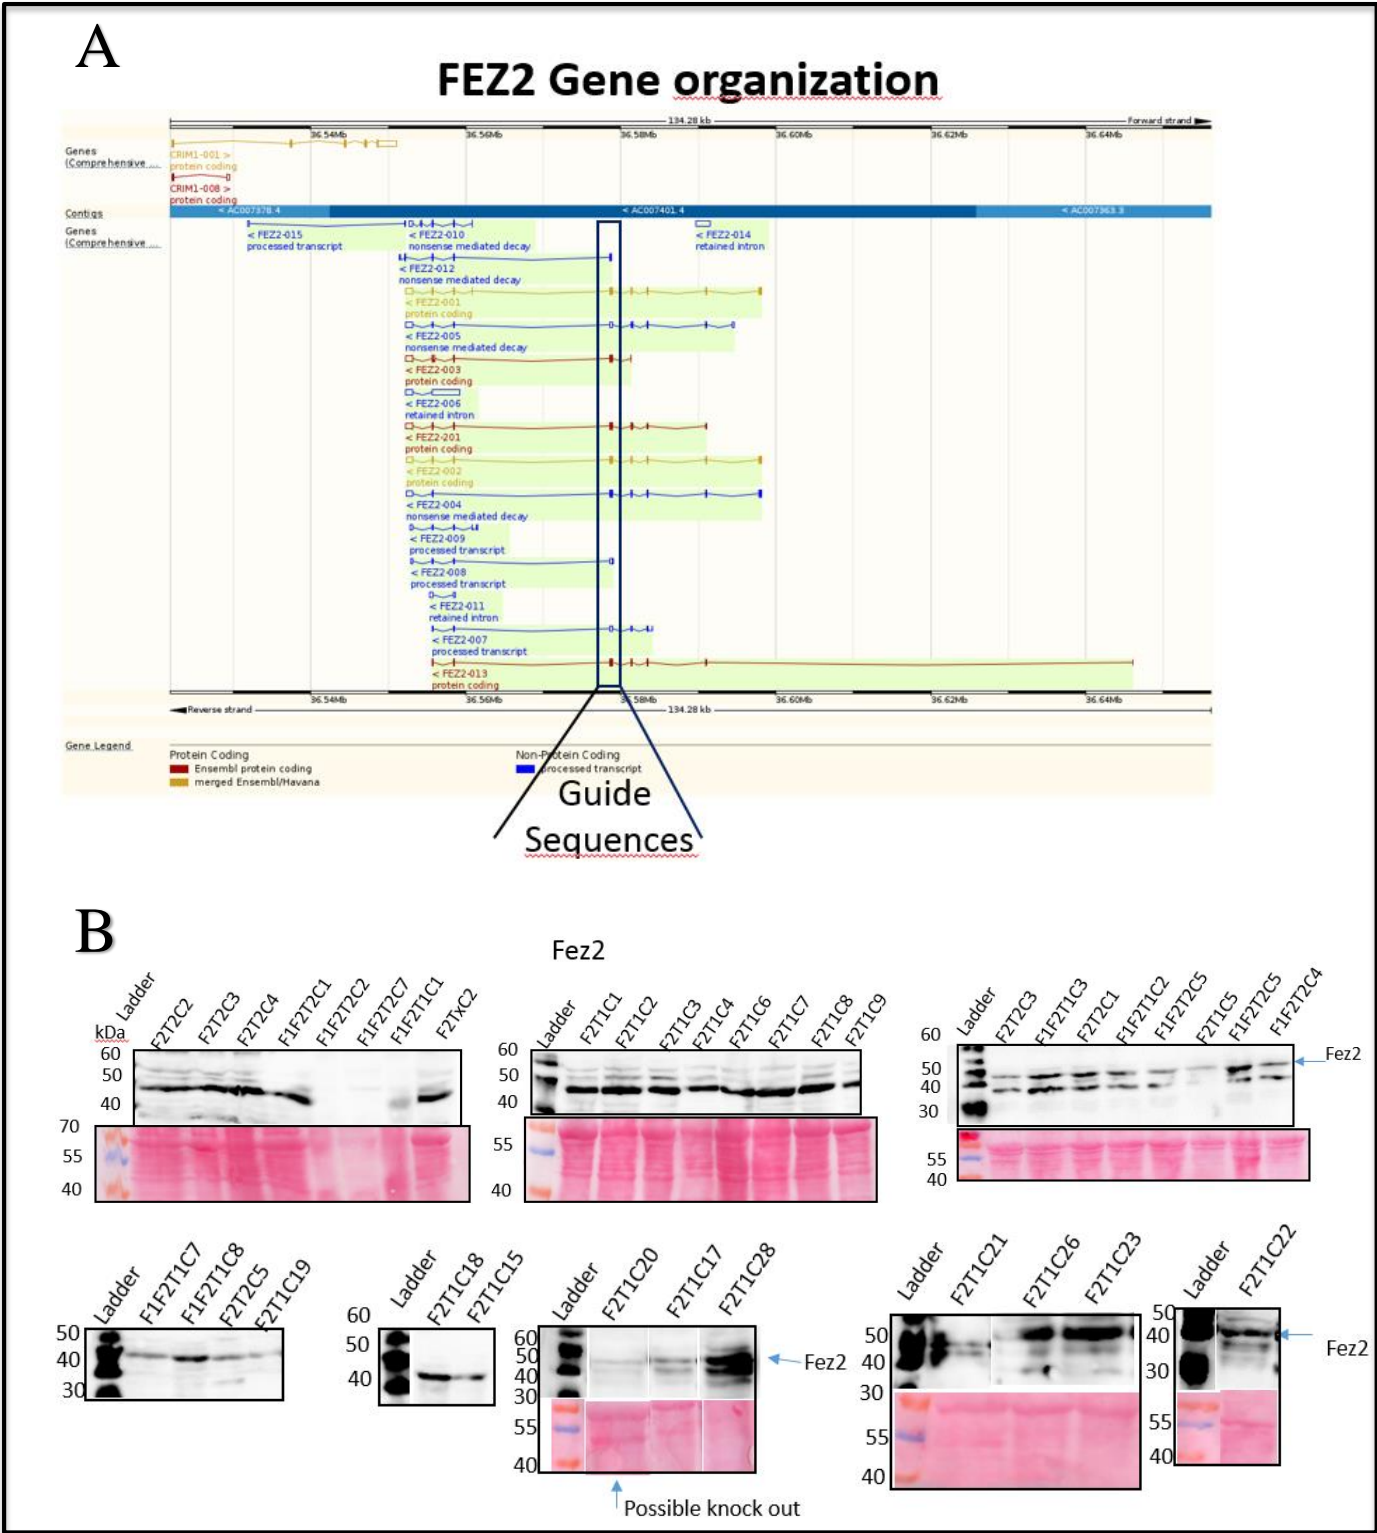 A
FEZ2 Gene organization
134.28 kb
Forward strand
36.54Mb 36.56Mb 36.58Mb 36.60Mb 36.62Mb 36.64Mb
Genes
(Comprehensive ...
CRIM1-001 >
protein coding
CRIM1-008 >
protein coding
Contigs
< AC007378.4 < AC007401.4 < AC007363.3
Genes
(Comprehensive ...
< FEZ2-015 < FEZ2-010 < FEZ2-014
processed transcript nonsense mediated decay retained intron
< FEZ2-012
nonsense mediated decay
< FEZ2-001
protein coding
< FEZ2-005
nonsense mediated decay
< FEZ2-003
protein coding
< FEZ2-006
retained intron
< FEZ2-201
protein coding
< FEZ2-002
protein coding
< FEZ2-004
nonsense mediated decay
< FEZ2-009
processed transcript
< FEZ2-008
processed transcript
< FEZ2-011
retained intron
< FEZ2-007
processed transcript
< FEZ2-013
protein coding
36.54Mb 36.56Mb 36.58Mb 36.60Mb 36.62Mb 36.64Mb
Reverse strand 134.28 kb
Gene Legend
Protein Coding
Ensembl protein coding
merged Ensembl/Havana
Non-Protein Coding
processed transcript
Guide
Sequences
B
Fez2
Ladder F2T2C2 F2T2C3 F2T2C4 F1F2T2C1 F1F2T2C2 F1F2T2C7 F1F2T1C1 F2TxC2
kDa
60
50
40
70
55
40
Ladder F2T1C1 F2T1C2 F2T1C3 F2T1C4 F2T1C6 F2T1C7 F2T1C8 F2T1C9
60
50
40
55
40
Ladder F2T2C3 F1F2T1C3 F2T2C1 F1F2T1C2 F1F2T2C5 F2T1C5 F1F2T2C5 F1F2T2C4
60
50
40
30
Fez2
55
40
Ladder F1F2T1C7 F1F2T1C8 F2T2C5 F2T1C19
50
40
30
Ladder F2T1C18 F2T1C15
60
50
40
Ladder F2T1C20 F2T1C17 F2T1C28
60
50
40
30
Fez2
55
40
Possible knock out
Ladder F2T1C21 F2T1C26 F2T1C23
50
40
30
55
40
Ladder F2T1C22
50
40
30
Fez2
55
40